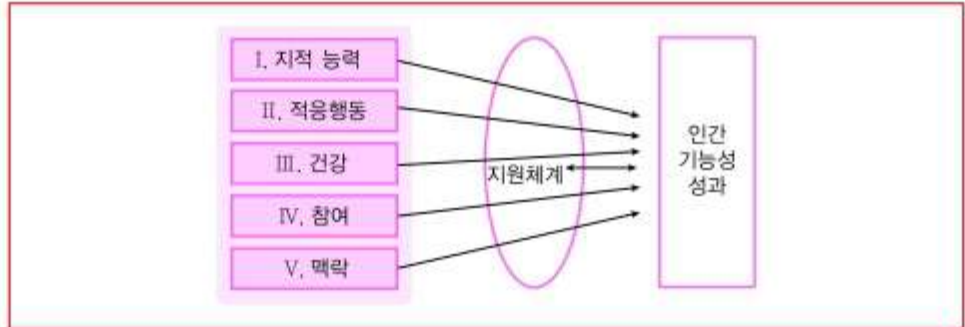 Ⅰ. 지적 능력
Ⅱ. 적응행동
Ⅲ. 건강
Ⅳ. 참여
Ⅴ. 맥락
지원체계
인간
기능성
성과